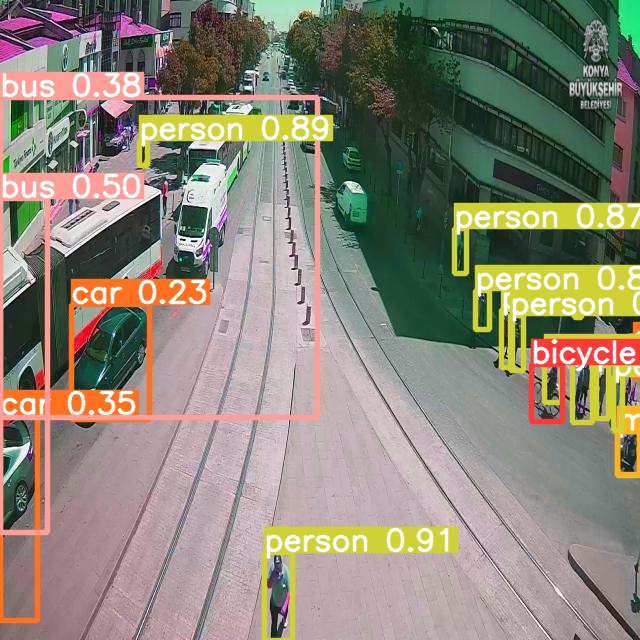 KONYA
BÜYÜKŞEHİR
BELEDİYESİ
bus 0.38
person 0.89
bus 0.50
person 0.87
person 0.8
person
car 0.23
bicycle
car 0.35
person 0.91